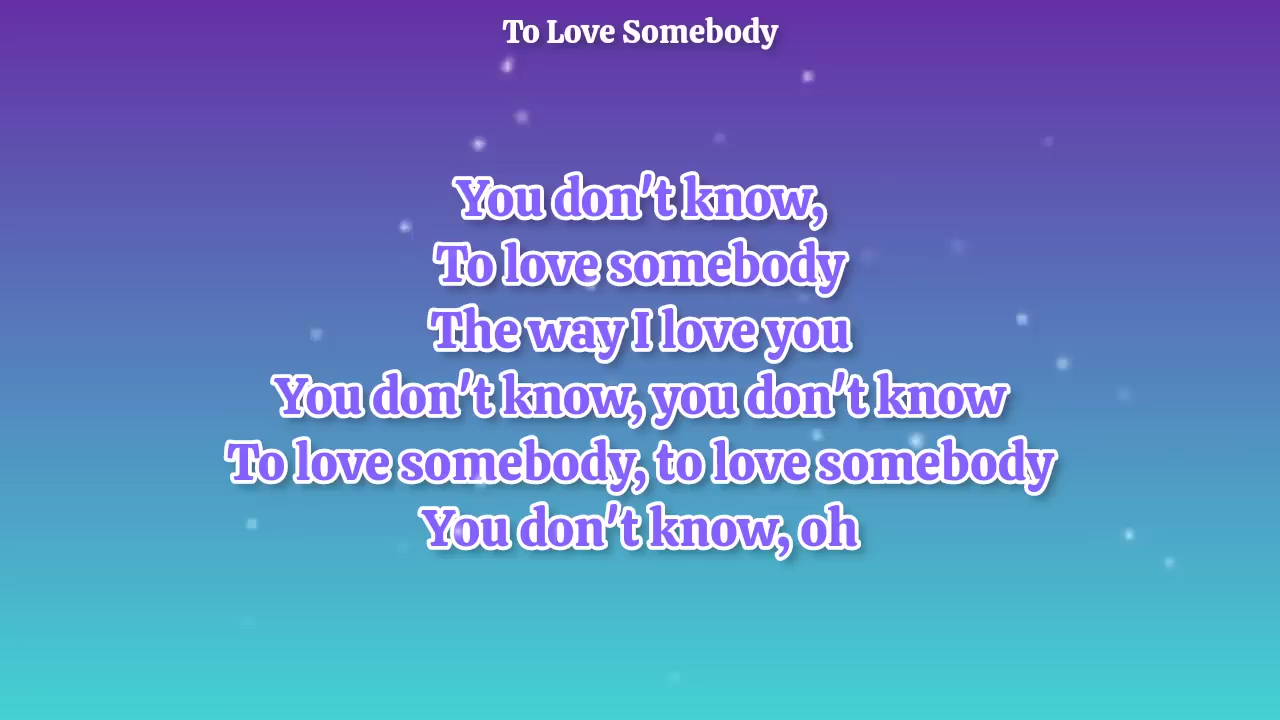 To Love Somebody
You don't know,
To love somebody
The way I love you
You don't know, you don't know
To love somebody, to love somebody
You don't know, oh